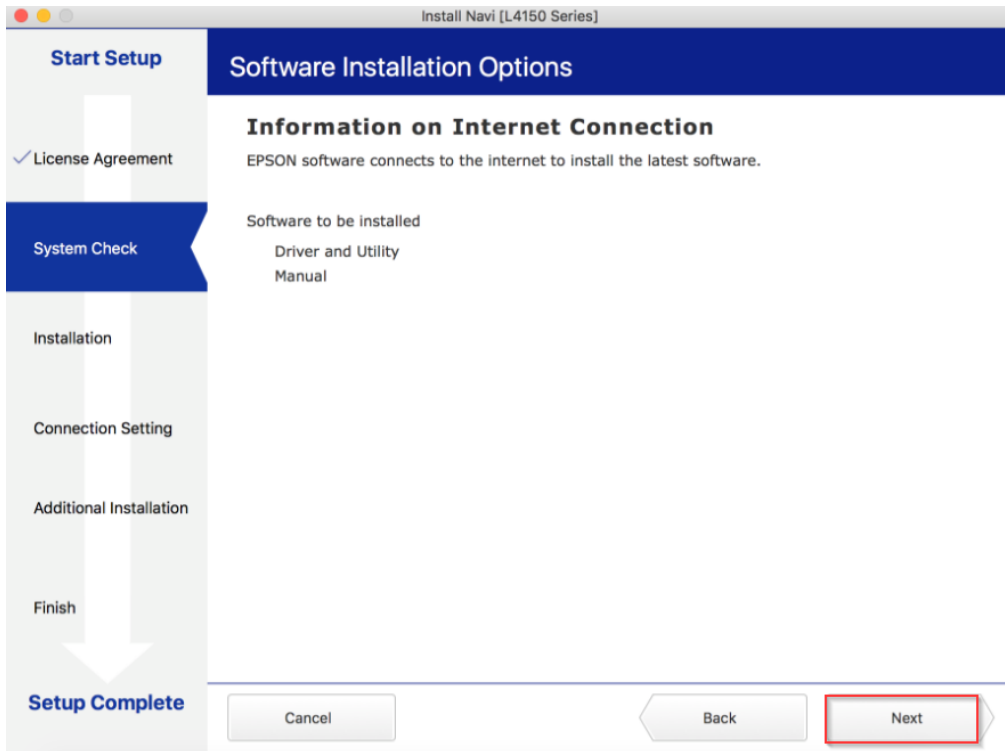 Install Navi [L4150 Series]
Start Setup
License Agreement
System Check
Installation
Connection Setting
Additional Installation
Finish
Setup Complete
Software Installation Options
Information on Internet Connection
EPSON software connects to the internet to install the latest software.
Software to be installed
Driver and Utility
Manual
Cancel
Back
Next